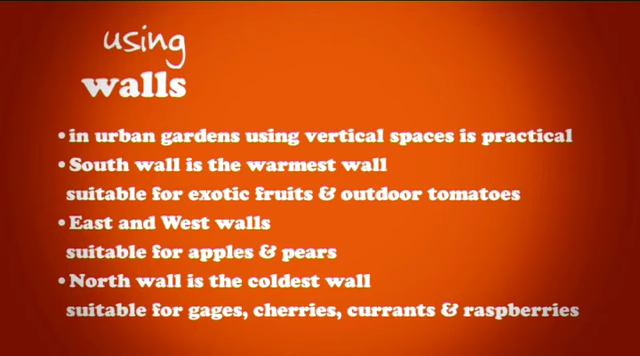 using
walls
• in urban gardens using vertical spaces is practical
• South wall is the warmest wall
suitable for exotic fruits & outdoor tomatoes
• East and West walls
suitable for apples & pears
• North wall is the coldest wall
suitable for gages, cherries, currants & raspberries